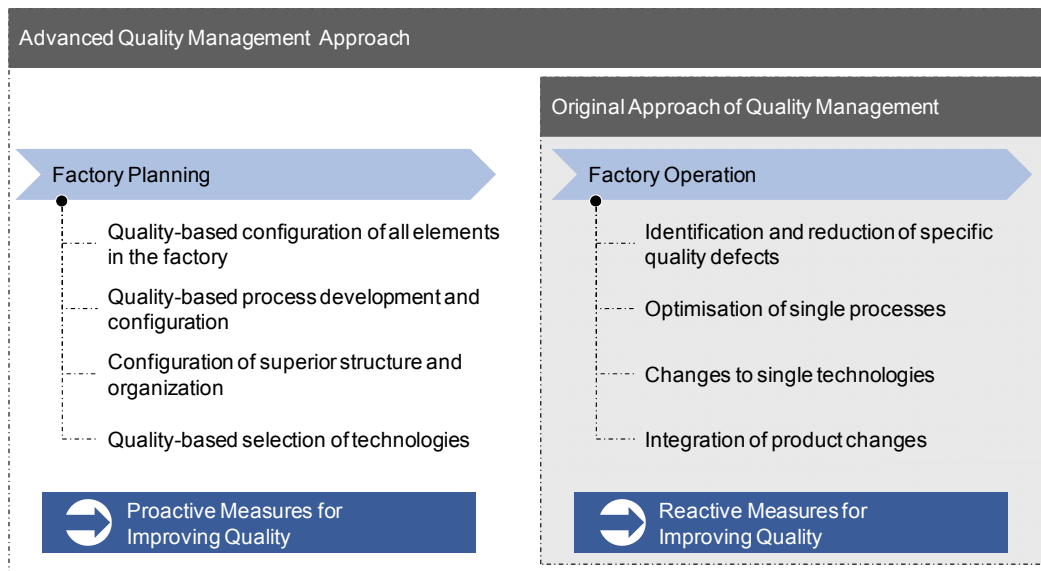 Advanced Quality Management Approach
Original Approach of Quality Management
Factory Planning
Quality-based configuration of all elements
in the factory
Quality-based process development and
configuration
Configuration of superior structure and
organization
Quality-based selection of technologies
Proactive Measures for
Improving Quality
Factory Operation
Identification and reduction of specific
quality defects
Optimisation of single processes
Changes to single technologies
Integration of product changes
Reactive Measures for
Improving Quality